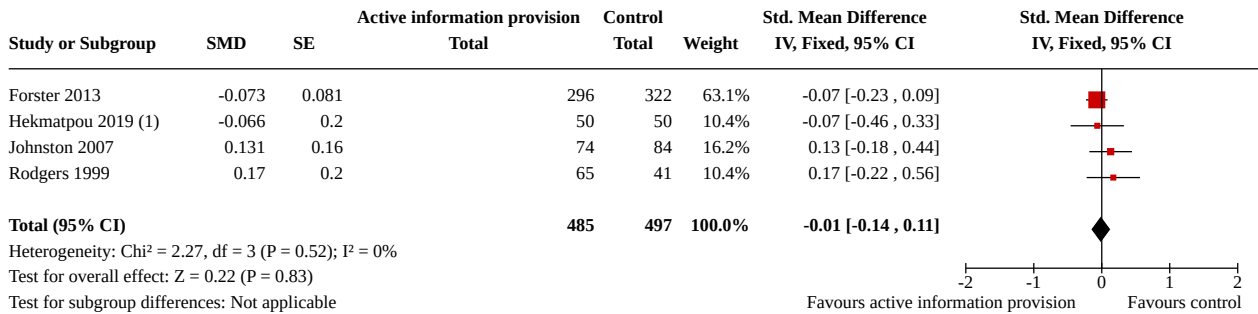 Active information provision Control Std. Mean Difference Std. Mean Difference
Study or Subgroup SMD SE Total Total Weight IV, Fixed, 95% CI IV, Fixed, 95% CI
Forster 2013 -0.073 0.081 296 322 63.1% -0.07 [-0.23 , 0.09]
Hekmatpou 2019 (1) -0.066 0.2 50 50 10.4% -0.07 [-0.46 , 0.33]
Johnston 2007 0.131 0.16 74 84 16.2% 0.13 [-0.18 , 0.44]
Rodgers 1999 0.17 0.2 65 41 10.4% 0.17 [-0.22 , 0.56]
Total (95% CI) 485 497 100.0% -0.01 [-0.14 , 0.11]
Heterogeneity: Chi² = 2.27, df = 3 (P = 0.52); I² = 0%
Test for overall effect: Z = 0.22 (P = 0.83)
-2 -1 0 1 2
Test for subgroup differences: Not applicable Favours active information provision Favours control